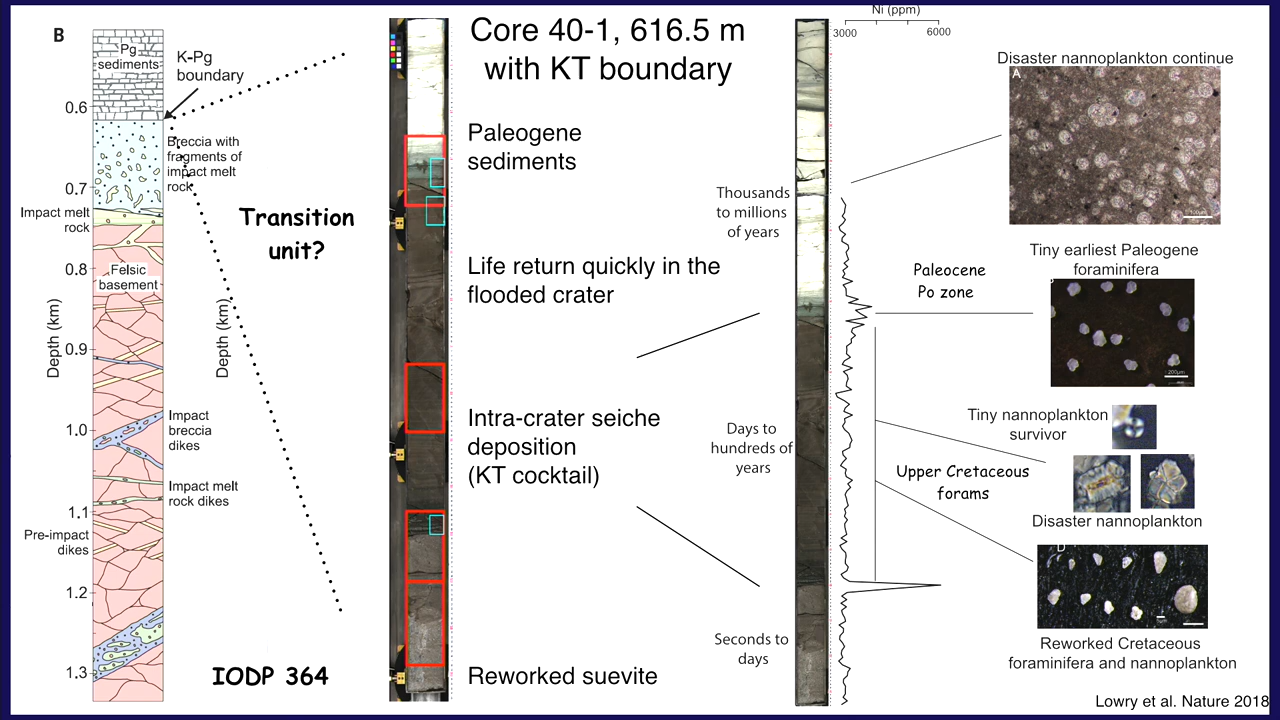 B
Pg
sediments
K-Pg
boundary
0.6
Breccia with
fragments of
impact melt
rock
0.7
Impact melt
rock
Felsic
basement
0.8
Depth (km)
Depth (km)
0.9
1.0
Impact
breccia
dikes
Impact melt
rock dikes
1.1
Pre-impact
dikes
1.2
1.3
Transition
unit?
IODP 364
Core 40-1, 616.5 m
with KT boundary
Paleogene
sediments
Life return quickly in the
flooded crater
Intra-crater seiche
deposition
(KT cocktail)
Reworked suevite
Thousands
to millions
of years
Days to
hundreds of
years
Seconds to
days
Ni (ppm)
3000 6000
Disaster nannoplankton continue
A
100µm
Tiny earliest Paleogene
foraminifera
Paleocene
Po zone
200µm
Tiny nannoplankton
survivor
Upper Cretaceous
forams
Disaster nannoplankton
D
Reworked Cretaceous
foraminifera and nannoplankton
Lowry et al. Nature 2018